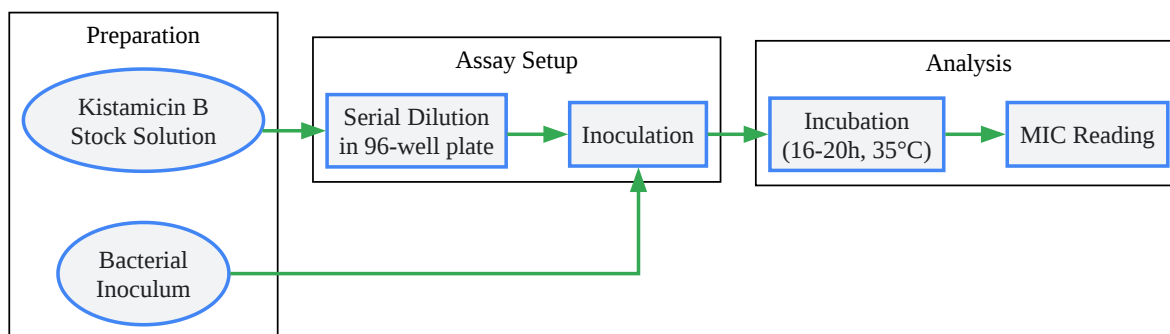 Preparation
Kistamicin B
Stock Solution
Bacterial
Inoculum
Assay Setup
Serial Dilution
in 96-well plate
Inoculation
Analysis
Incubation
(16-20h, 35°C)
MIC Reading